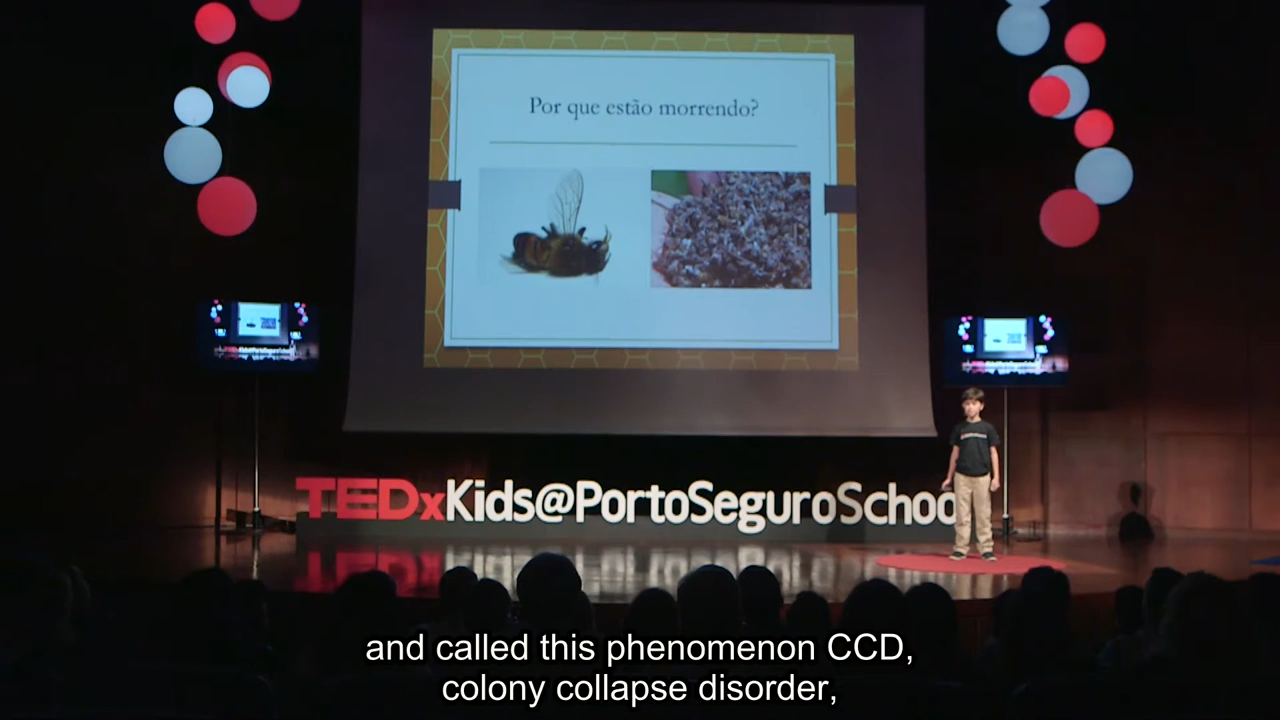 Por que estão morrendo?
TEDxKids@PortoSeguroSchoo
and called this phenomenon CCD,
colony collapse disorder,